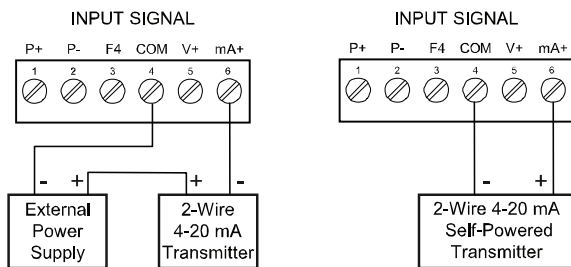 INPUT SIGNAL
P+ P- F4 COM V+ mA+
1 2 3 4 5 6
- + + -
External
Power
Supply
2-Wire
4-20 mA
Transmitter
INPUT SIGNAL
P+ P- F4 COM V+ mA+
1 2 3 4 5 6
- +
2-Wire 4-20 mA
Self-Powered
Transmitter